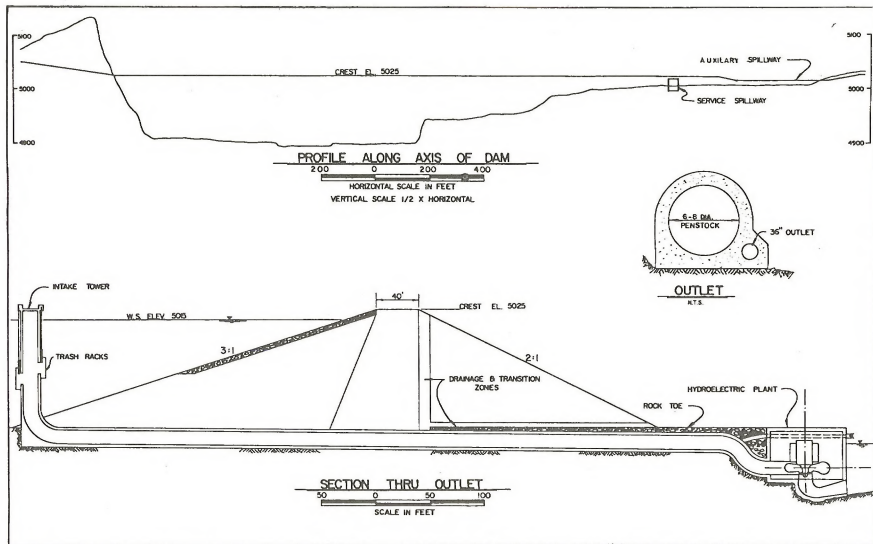 5100
5000
4900
CREST EL. 5025
AUXILARY SPILLWAY
SERVICE SPILLWAY
5100
5000
4900
PROFILE ALONG AXIS OF DAM
200 0 200 400
HORIZONTAL SCALE IN FEET
VERTICAL SCALE 1/2 X HORIZONTAL
6-8 DIA.
PENSTOCK
36" OUTLET
OUTLET
N.T.S.
INTAKE TOWER
W.S. ELEV 5015
TRASH RACKS
3:1
40'
CREST EL. 5025
2:1
DRAINAGE & TRANSITION
ZONES
ROCK TOE
HYDROELECTRIC PLANT
SECTION THRU OUTLET
50 0 50 100
SCALE IN FEET